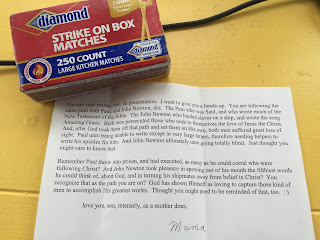 diamond
STRIKE ON BOX
MATCHES
250 COUNT
LARGE KITCHEN MATCHES
diamond
presentation. I want to give you a heads-up. You are following the
same path both Paul and John Newton, did. The Paul who was Saul, and who wrote much of the
New Testament of the Bible. The John Newton who hauled slaves on a ship, and wrote the song
Amazing Grace. Both men persecuted those who took to themselves the love of Jesus the Christ.
And, after God took them off that path and set them on His own, both men suffered great loss of
sight. Paul unto being unable to write except in very large letters, therefore needing helpers to
write his epistles for him. And John Newton ultimately unto going totally blind. Just thought you
might care to know that
Remember Paul threw into prison, and had executed, as many as he could corral who were
following Christ? And John Newton took pleasure in spewing out of his mouth the filthiest words
he could think of, about God, and in turning his shipmates away from belief in Christ? You
recognize that as the path you are on? God has shown Himself as loving to capture those kind of
men to accomplish His greatest works. Thought you might need to be reminded of that, too. :)
love you, son, intensely, as a mother does,
Mama